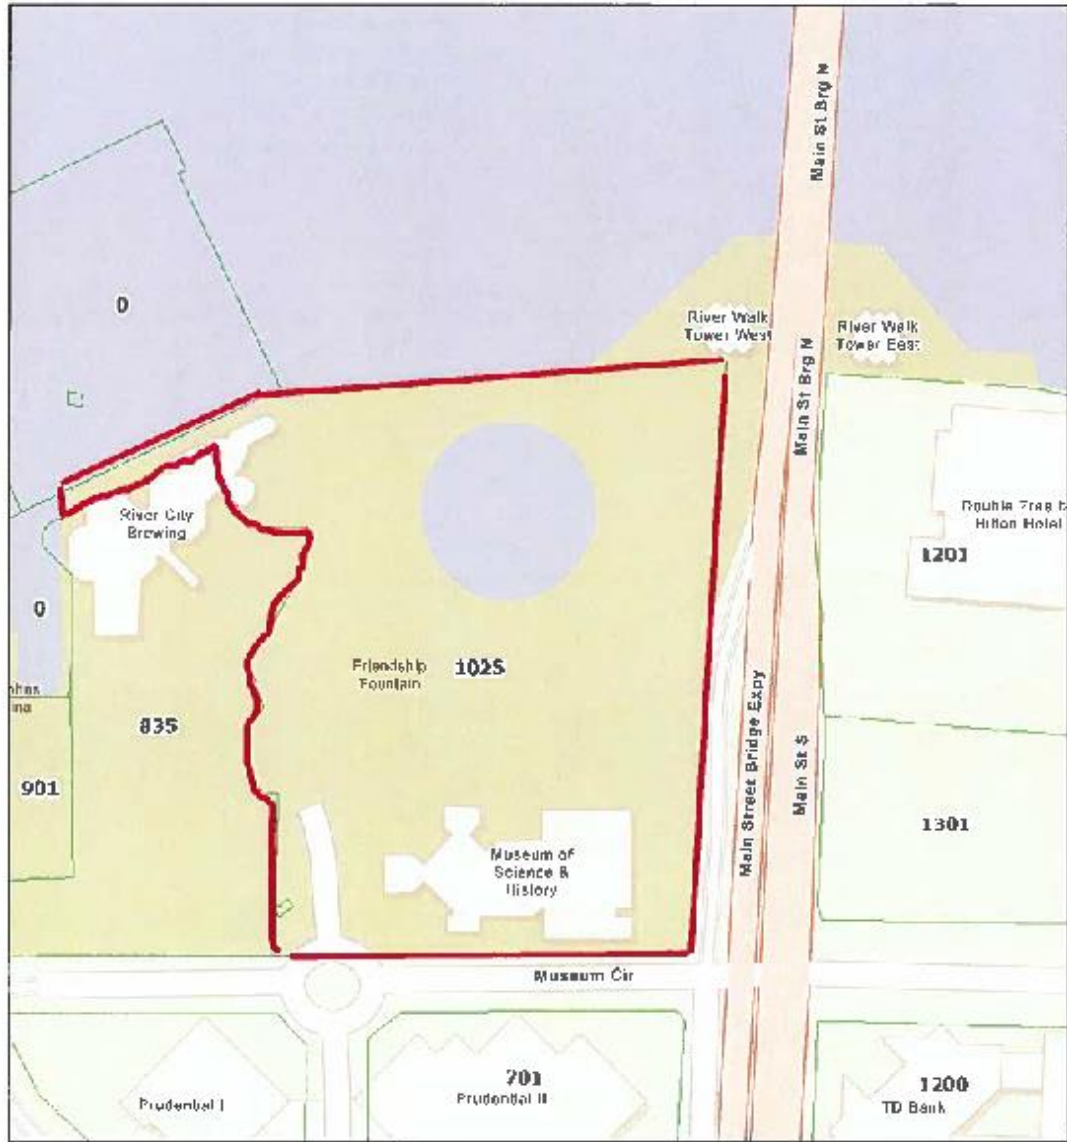 Main St Brg N
0
River Walk
Tower West
River Walk
Tower East
Main St Brg N
River City
Brewing
Hilton Hotel
1201
0
Friendship
Fountain
1025
835
901
Main Street Bridge Expy
Main St S
1301
Museum of
Science &
History
Museum Cir
701
Prudential I
Prudential II
1200
TD Bank